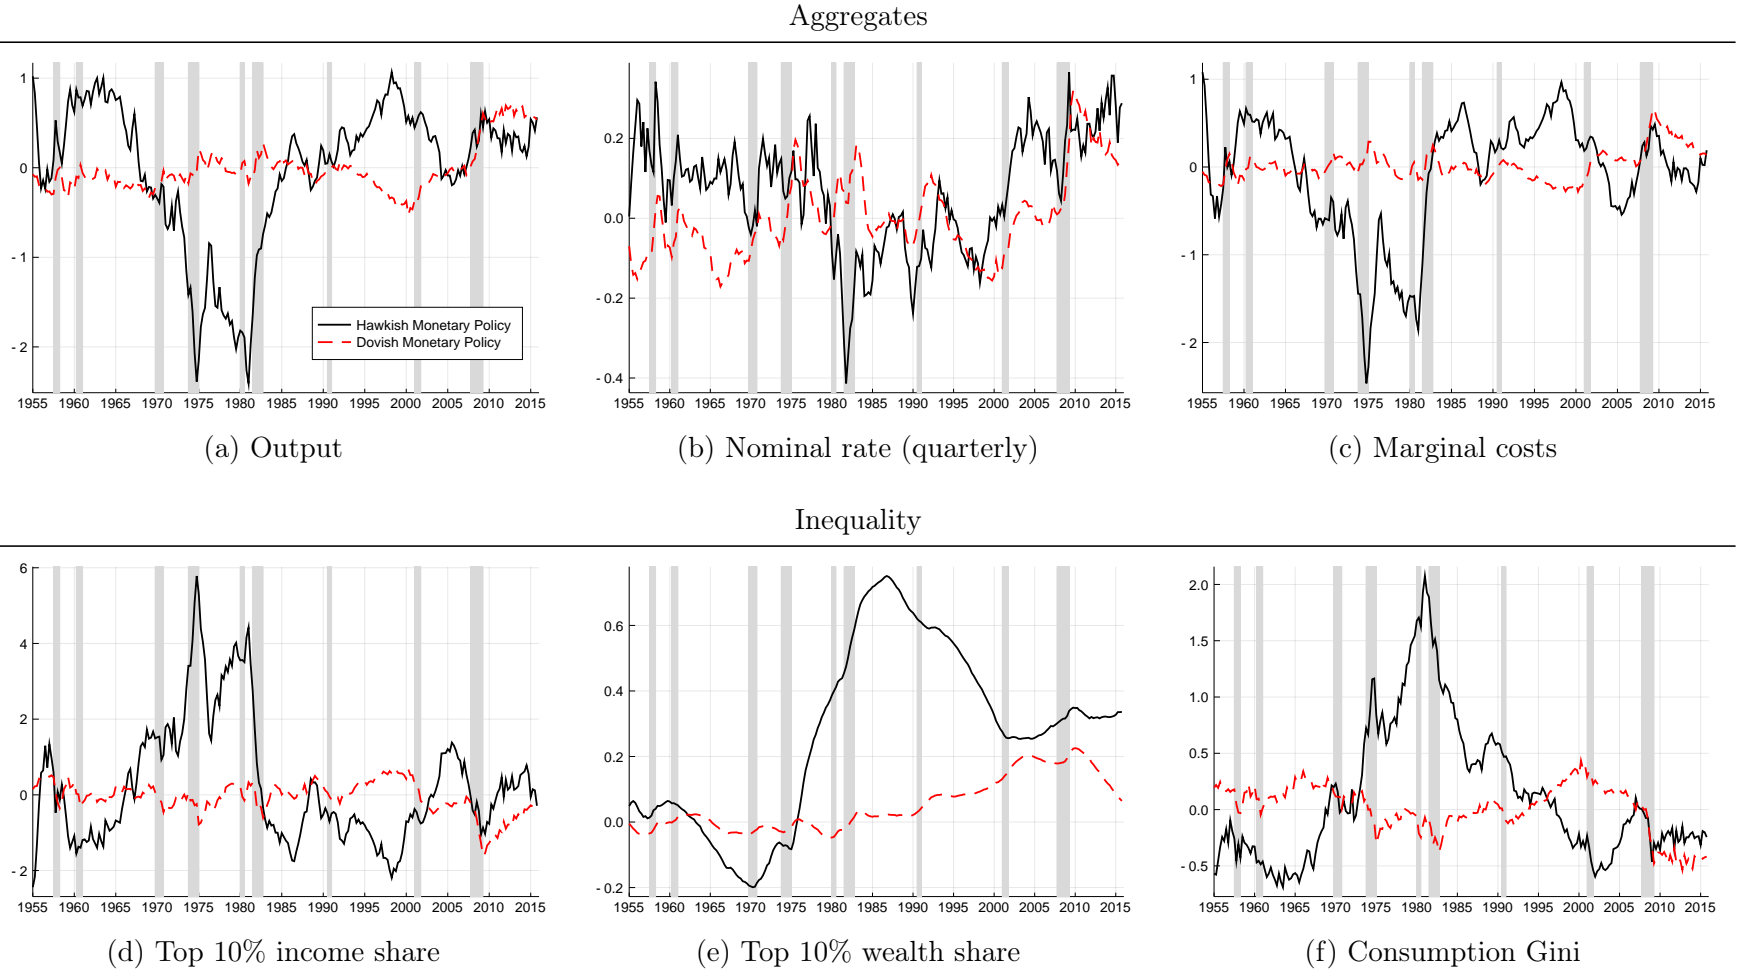 Aggregates
1
0
- 1
- 2
1955 1960 1965 1970 1975 1980 1985 1990 1995 2000 2005 2010 2015
Hawkish Monetary Policy
Dovish Monetary Policy
(a) Output
0.2
0.0
- 0.2
- 0.4
1955 1960 1965 1970 1975 1980 1985 1990 1995 2000 2005 2010 2015
(b) Nominal rate (quarterly)
1
0
- 1
- 2
1955 1960 1965 1970 1975 1980 1985 1990 1995 2000 2005 2010 2015
(c) Marginal costs
Inequality
6
4
2
0
- 2
1955 1960 1965 1970 1975 1980 1985 1990 1995 2000 2005 2010 2015
(d) Top 10% income share
0.6
0.4
0.2
0.0
- 0.2
1955 1960 1965 1970 1975 1980 1985 1990 1995 2000 2005 2010 2015
(e) Top 10% wealth share
2.0
1.5
1.0
0.5
0.0
- 0.5
1955 1960 1965 1970 1975 1980 1985 1990 1995 2000 2005 2010 2015
(f) Consumption Gini